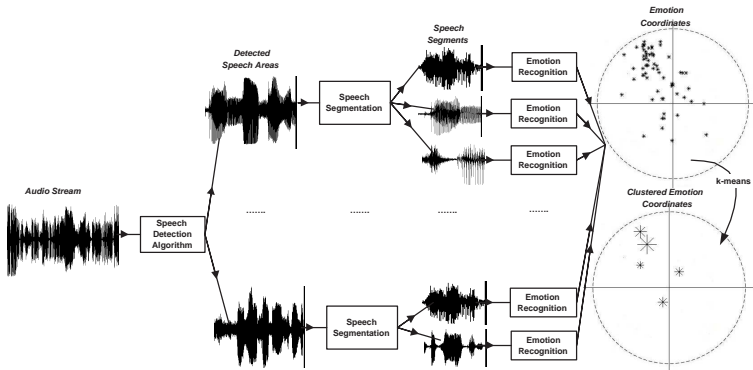 Emotion
Coordinates
Speech
Segments
Detected
Speech Areas
Emotion
Recognition
Speech
Segmentation
Emotion
Recognition
Emotion
Recognition
k-means
Audio Stream
Clustered Emotion
Coordinates
Speech
Detection
Algorithm
.......
.......
.......
.......
Emotion
Recognition
Speech
Segmentation
Emotion
Recognition